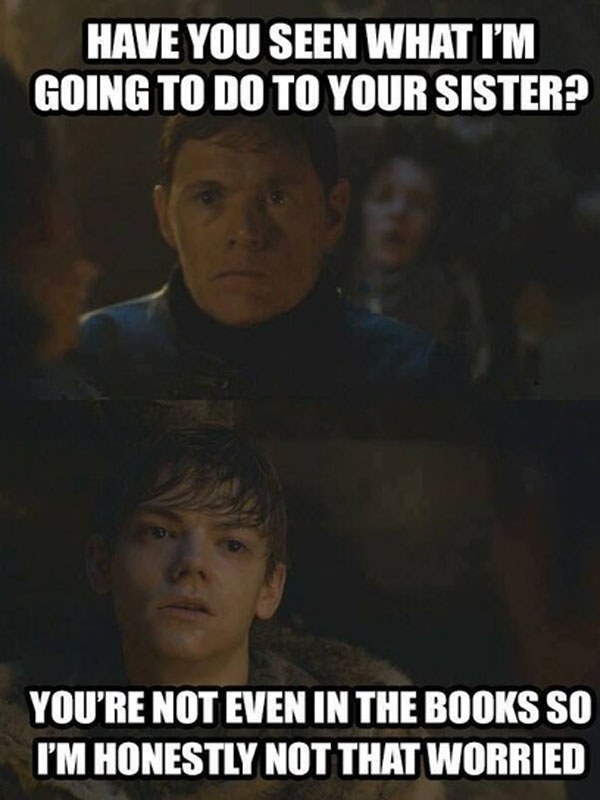 HAVE YOU SEEN WHAT I'M
GOING TO DO TO YOUR SISTER?
YOU'RE NOT EVEN IN THE BOOKS SO
I'M HONESTLY NOT THAT WORRIED